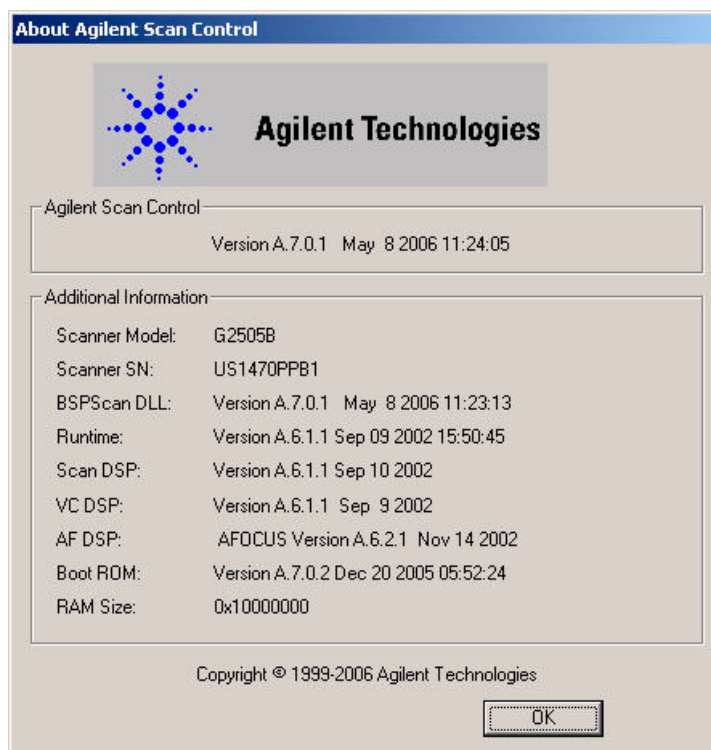 About Agilent Scan Control
Agilent Technologies
Agilent Scan Control
Version A.7.0.1 May 8 2006 11:24:05
Additional Information
Scanner Model: G2505B
Scanner SN: US1470PPB1
BSPScan DLL: Version A.7.0.1 May 8 2006 11:23:13
Runtime: Version A.6.1.1 Sep 09 2002 15:50:45
Scan DSP: Version A.6.1.1 Sep 10 2002
VC DSP: Version A.6.1.1 Sep 9 2002
AF DSP: AFOCUS Version A.6.2.1 Nov 14 2002
Boot ROM: Version A.7.0.2 Dec 20 2005 05:52:24
RAM Size: 0x10000000
Copyright © 1999-2006 Agilent Technologies
OK